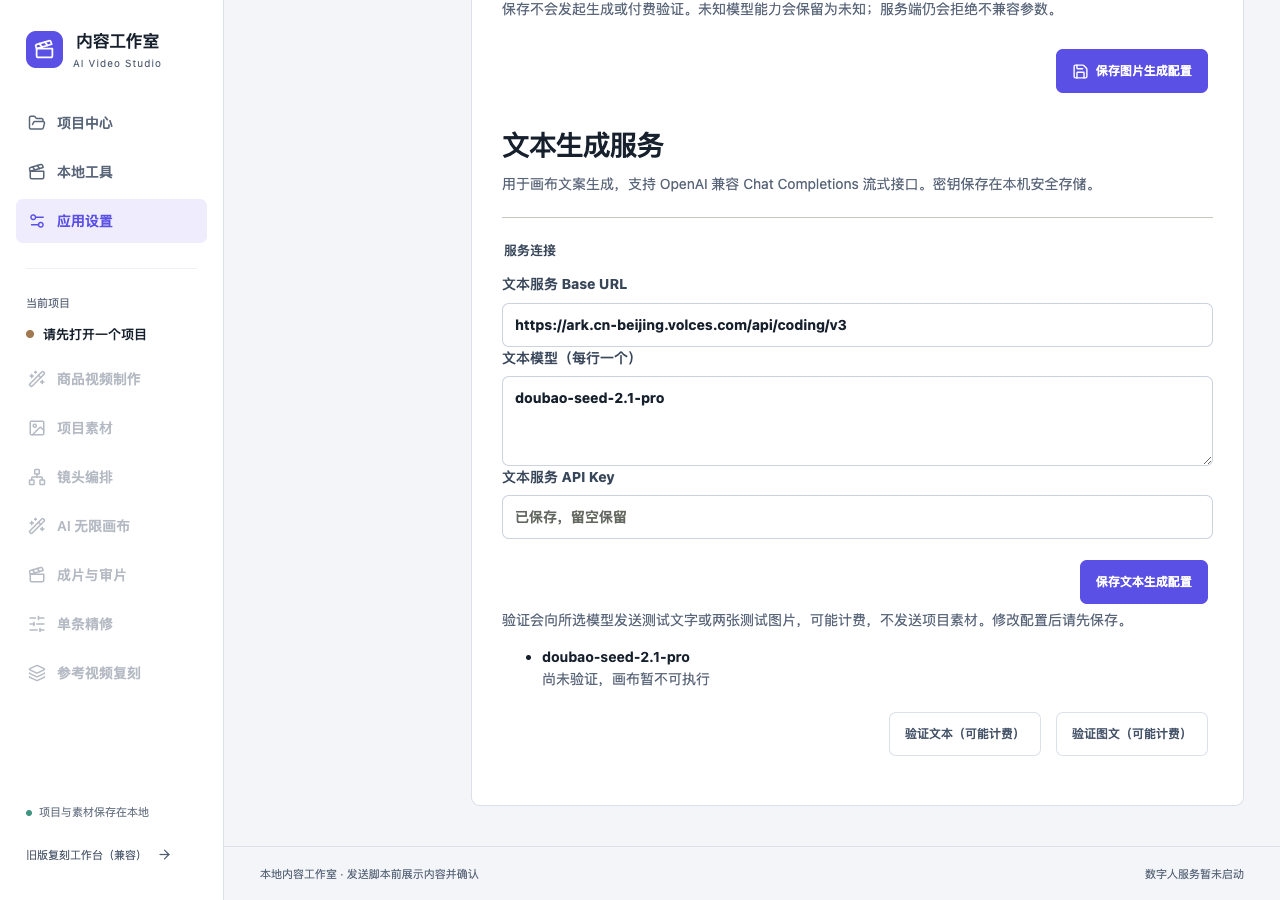 内容工作室
AI Video Studio
项目中心
本地工具
应用设置
当前项目
请先打开一个项目
商品视频制作
项目素材
镜头编排
AI 无限画布
成片与审片
单条精修
参考视频复刻
项目与素材保存在本地
旧版复刻工作台（兼容）
保存不会发起生成或付费验证。未知模型能力会保留为未知；服务端仍会拒绝不兼容参数。
保存图片生成配置
文本生成服务
用于画布文案生成，支持 OpenAI 兼容 Chat Completions 流式接口。密钥保存在本机安全存储。
服务连接
文本服务 Base URL
https://ark.cn-beijing.volces.com/api/coding/v3
文本模型（每行一个）
doubao-seed-2.1-pro
文本服务 API Key
已保存，留空保留
保存文本生成配置
验证会向所选模型发送测试文字或两张测试图片，可能计费，不发送项目素材。修改配置后请先保存。
doubao-seed-2.1-pro
尚未验证，画布暂不可执行
验证文本（可能计费）
验证图文（可能计费）
本地内容工作室 · 发送脚本前展示内容并确认
数字人服务暂未启动